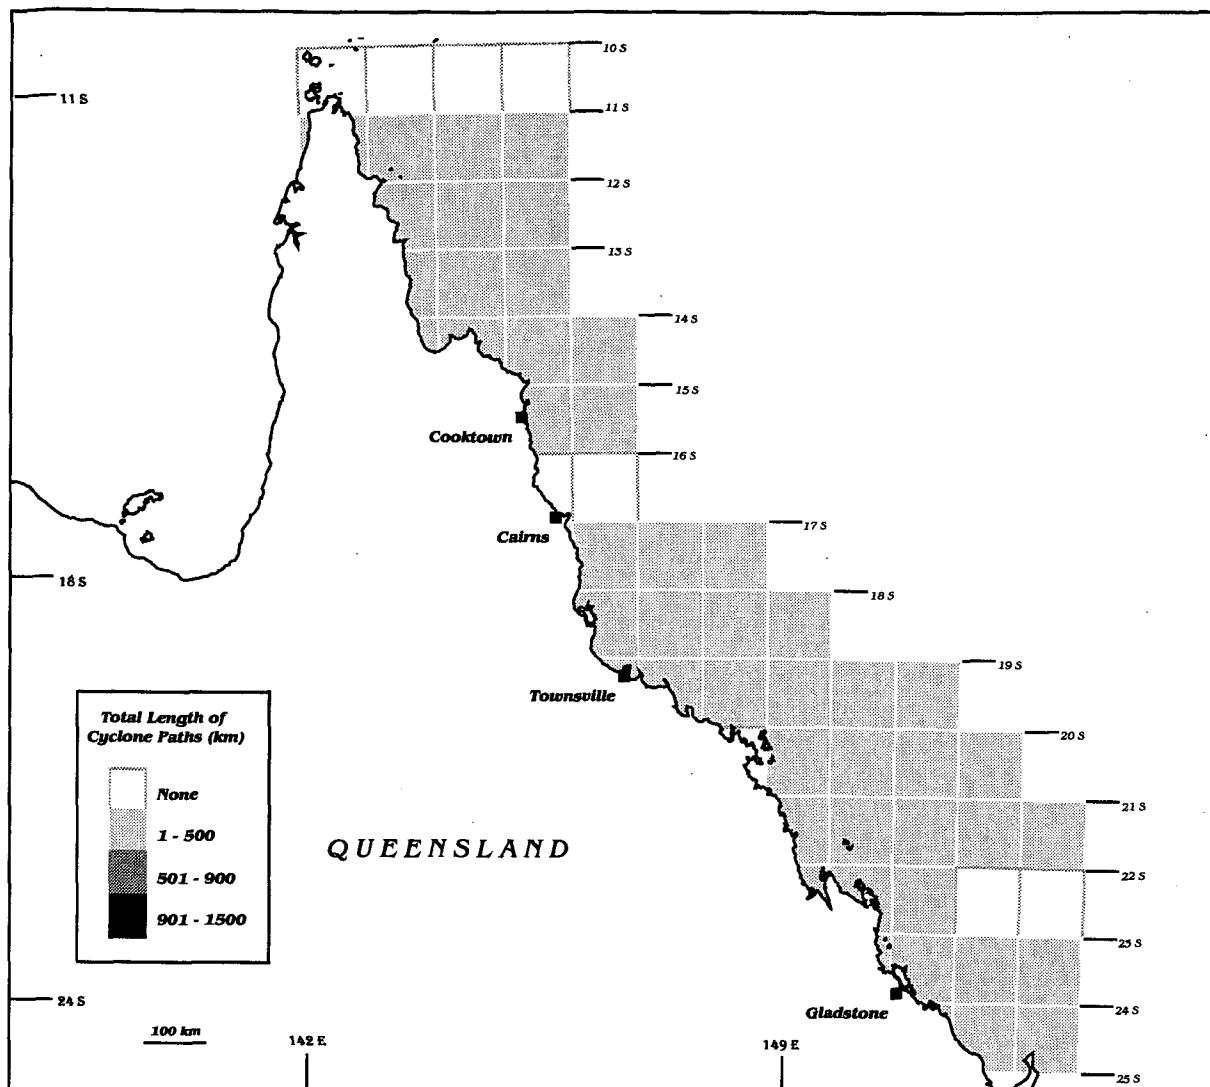 10 S
11 S
11 S
12 S
13 S
14 S
15 S
Cooktown
16 S
Cairns
17 S
18 S
18 S
19 S
Townsville
20 S
Total Length of
Cyclone Paths (km)
None
1 - 500
501 - 900
901 - 1500
21 S
QUEENSLAND
22 S
23 S
24 S
24 S
Gladstone
100 km
142 E
149 E
25 S